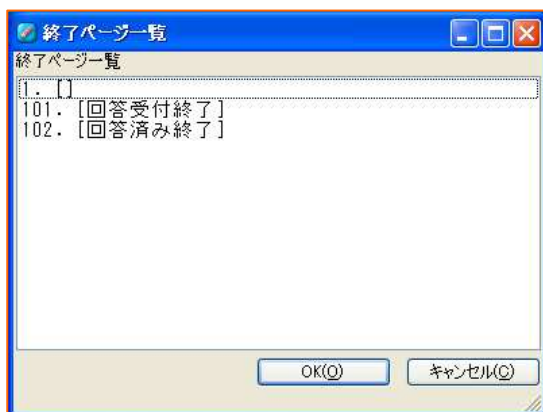 終了ページ一覧
終了ページ一覧
1. []
101. [回答受付終了]
102. [回答済み終了]
OK(O) キャンセル(C)